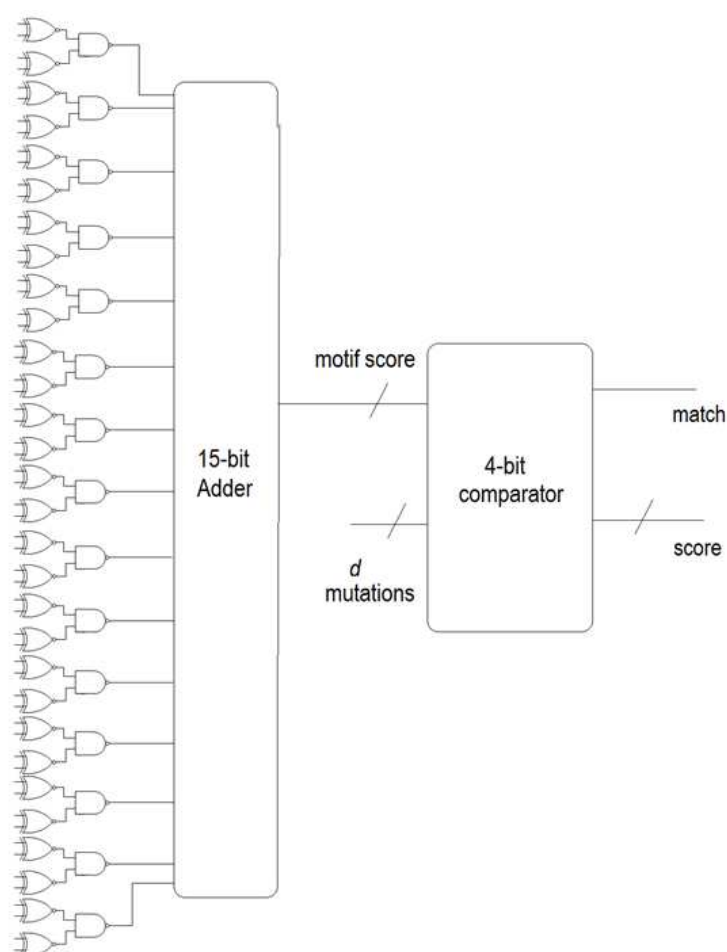 15-bit
Adder
motif score
d
mutations
4-bit
comparator
match
score